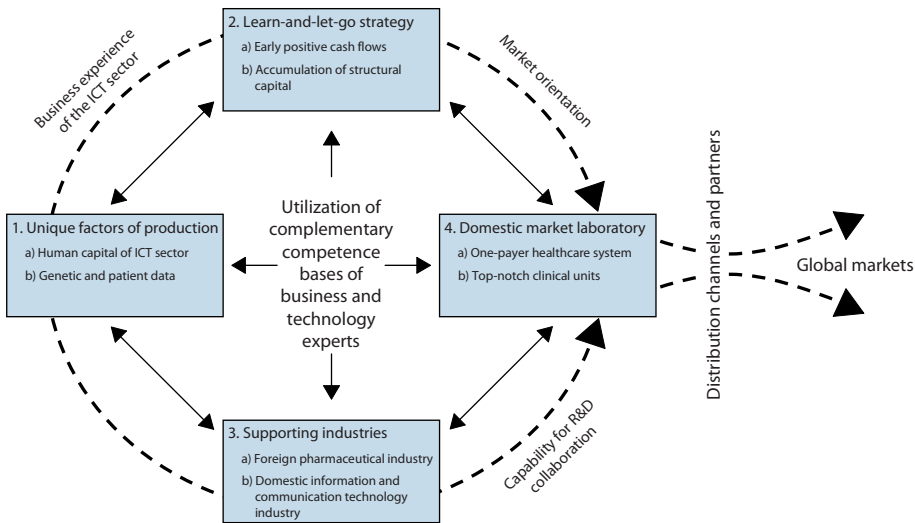 2. Learn-and-let-go strategy
a) Early positive cash flows
b) Accumulation of structural
capital
Business experience
of the ICT sector
Market orientation
1. Unique factors of production
a) Human capital of ICT sector
b) Genetic and patient data
Utilization of
complementary
competence
bases of
business and
technology
experts
4. Domestic market laboratory
a) One-payer healthcare system
b) Top-notch clinical units
Distribution channels and partners
Global markets
3. Supporting industries
a) Foreign pharmaceutical industry
b) Domestic information and
communication technology
industry
Capability for R&D
collaboration